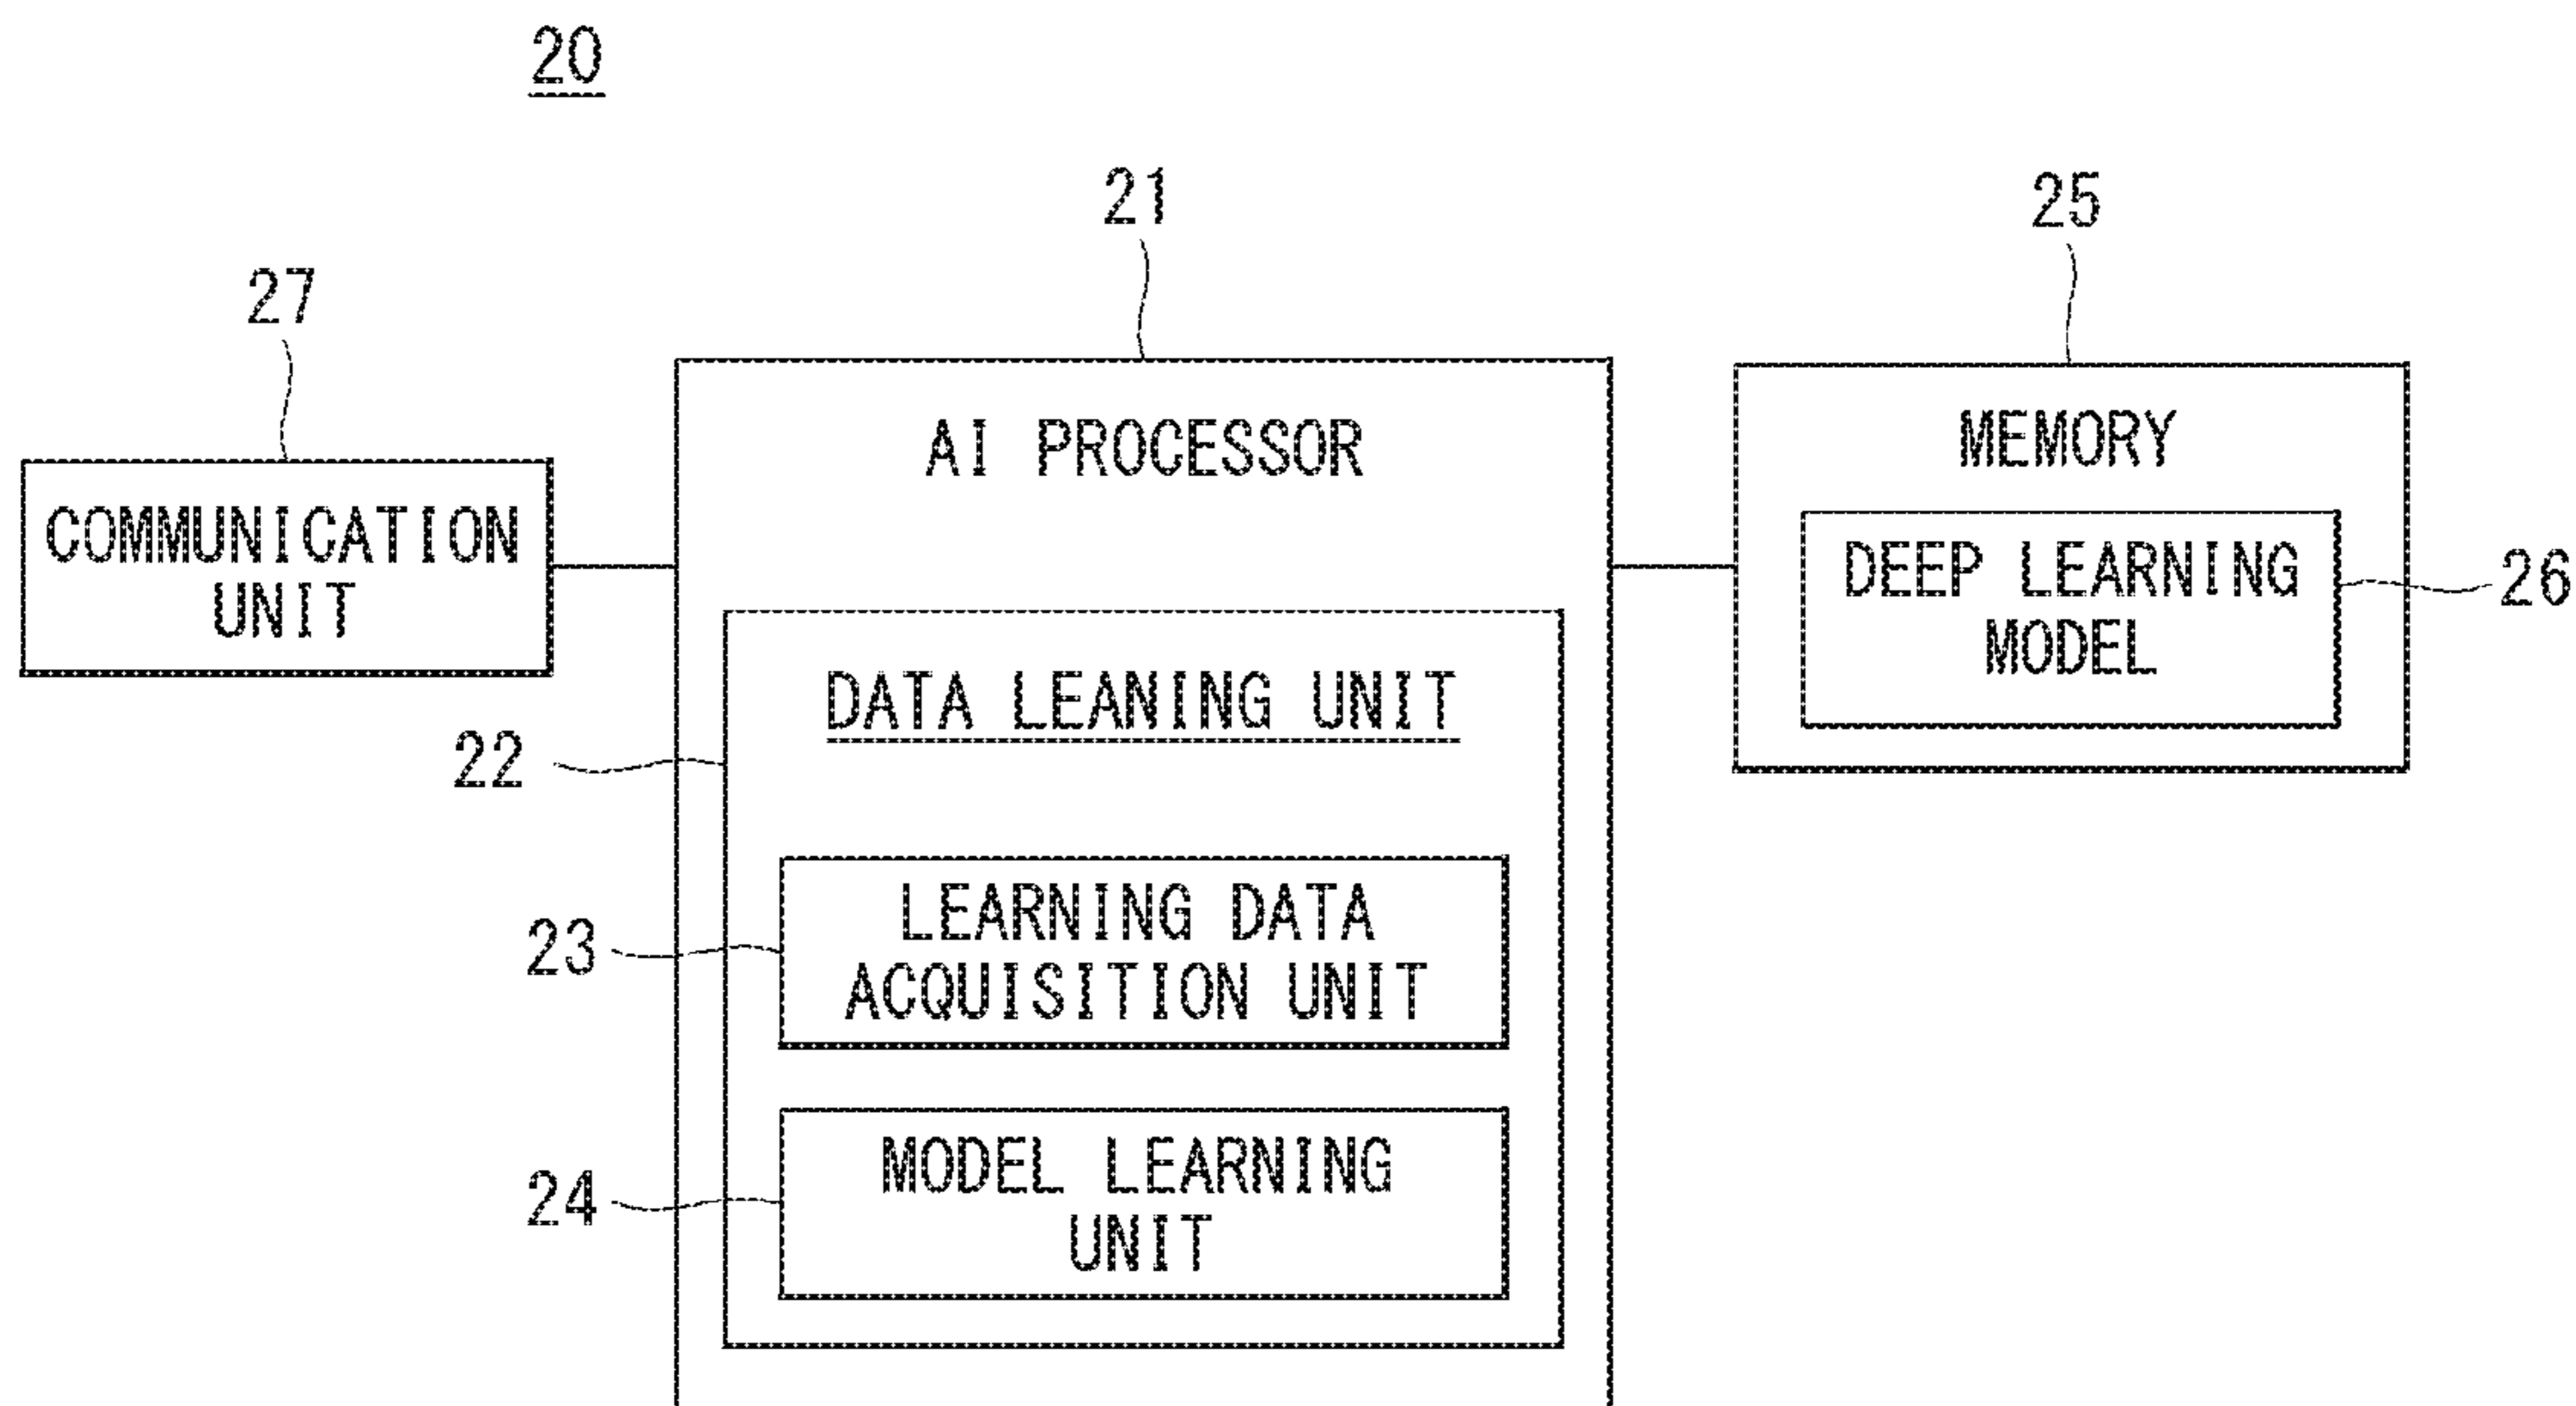 20
21
25
27
AI PROCESSOR
MEMORY
COMMUNICATION
UNIT
DEEP LEARNING
MODEL
26
DATA LEANING UNIT
22
LEARNING DATA
ACQUISITION UNIT
23
MODEL LEARNING
UNIT
24